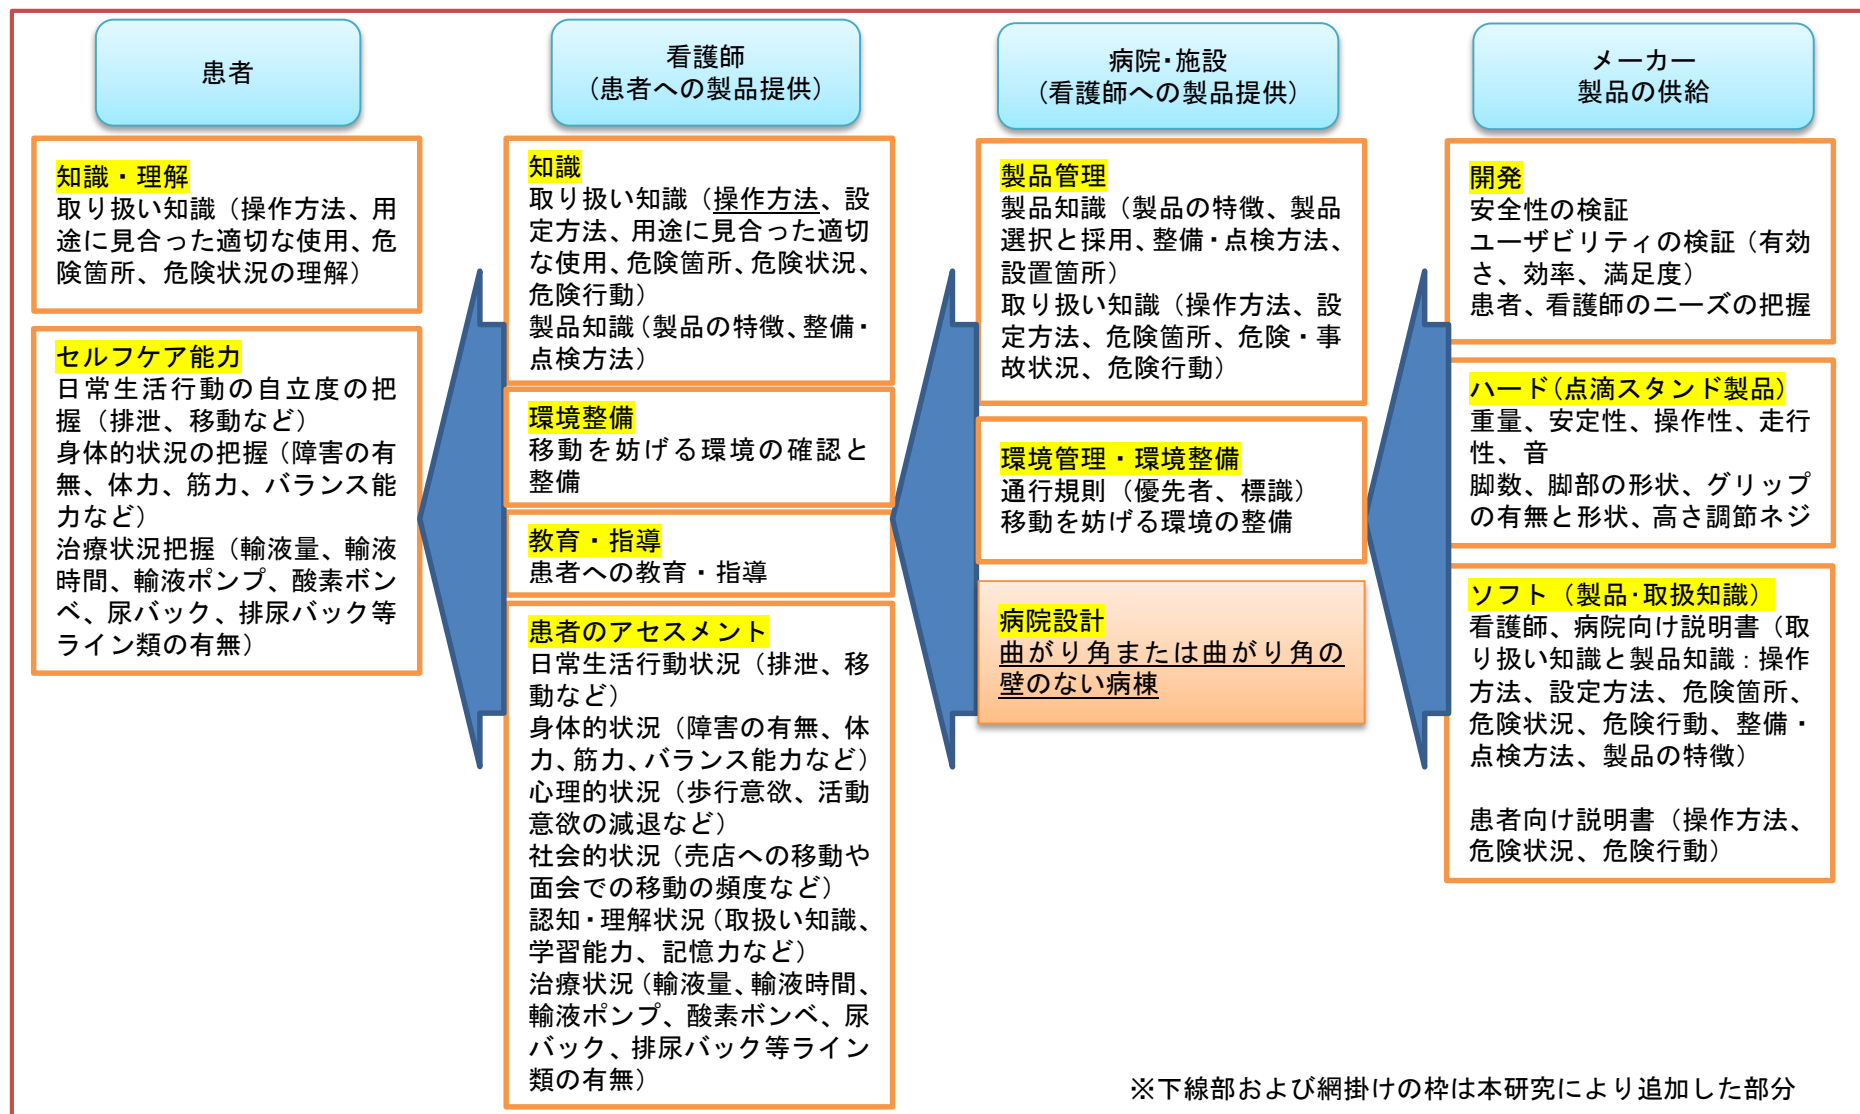 患者
知識・理解
取り扱い知識（操作方法、用
途に見合った適切な使用、危
険箇所、危険状況の理解）
セルフケア能力
日常生活行動の自立度の把
握（排泄、移動など）
身体的状況の把握（障害の有
無、体力、筋力、バランス能
力など）
治療状況把握（輸液量、輸液
時間、輸液ポンプ、酸素ボン
ベ、尿バック、排尿バック等
ライン類の有無）
看護師
（患者への製品提供）
知識
取り扱い知識（操作方法、設
定方法、用途に見合った適切
な使用、危険箇所、危険状況、
危険行動）
製品知識（製品の特徴、整備・
点検方法）
環境整備
移動を妨げる環境の確認と
整備
教育・指導
患者への教育・指導
患者のアセスメント
日常生活行動状況（排泄、移
動など）
身体的状況（障害の有無、体
力、筋力、バランス能力など）
心理的状況（歩行意欲、活動
意欲の減退など）
社会的状況（売店への移動や
面会での移動の頻度など）
認知・理解状況（取扱い知識、
学習能力、記憶力など）
治療状況（輸液量、輸液時間、
輸液ポンプ、酸素ボンベ、尿
バック、排尿バック等ライン
類の有無）
病院・施設
（看護師への製品提供）
製品管理
製品知識（製品の特徴、製品
選択と採用、整備・点検方法、
設置箇所）
取り扱い知識（操作方法、設
定方法、危険箇所、危険・事
故状況、危険行動）
環境管理・環境整備
通行規則（優先者、標識）
移動を妨げる環境の整備
病院設計
曲がり角または曲がり角の
壁のない病棟
メーカー
製品の供給
開発
安全性の検証
ユーザビリティの検証（有効
さ、効率、満足度）
患者、看護師のニーズの把握
ハード（点滴スタンド製品）
重量、安定性、操作性、走行
性、音
脚数、脚部の形状、グリップ
の有無と形状、高さ調節ネジ
ソフト（製品・取扱知識）
看護師、病院向け説明書（取
り扱い知識と製品知識：操作
方法、設定方法、危険箇所、
危険状況、危険行動、整備・
点検方法、製品の特徴）
患者向け説明書（操作方法、
危険状況、危険行動）
※下線部および網掛けの枠は本研究により追加した部分